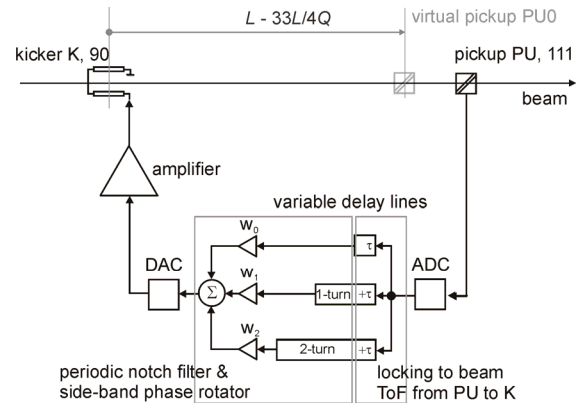 L - 33L/4Q
virtual pickup PU0
kicker K, 90
pickup PU, 111
beam
amplifier
variable delay lines
w0
τ
DAC
ADC
w1
Σ
1-turn
+τ
w2
2-turn
+τ
periodic notch filter &
side-band phase rotator
locking to beam
ToF from PU to K